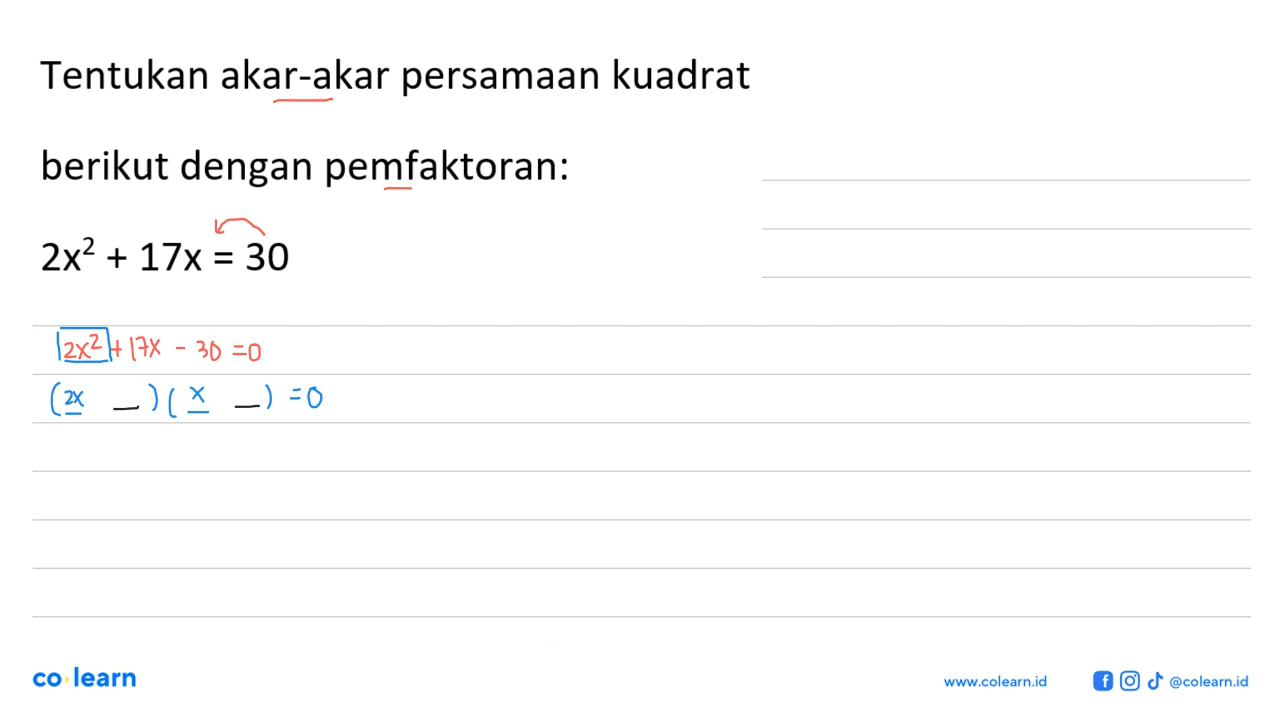 Tentukan akar-akar persamaan kuadrat
berikut dengan pemfaktoran:
2x² + 17x = 30
2x² + 17x - 30 = 0
(2x __ ) ( x __ ) = 0
co learn
www.colearn.id @colearn.id